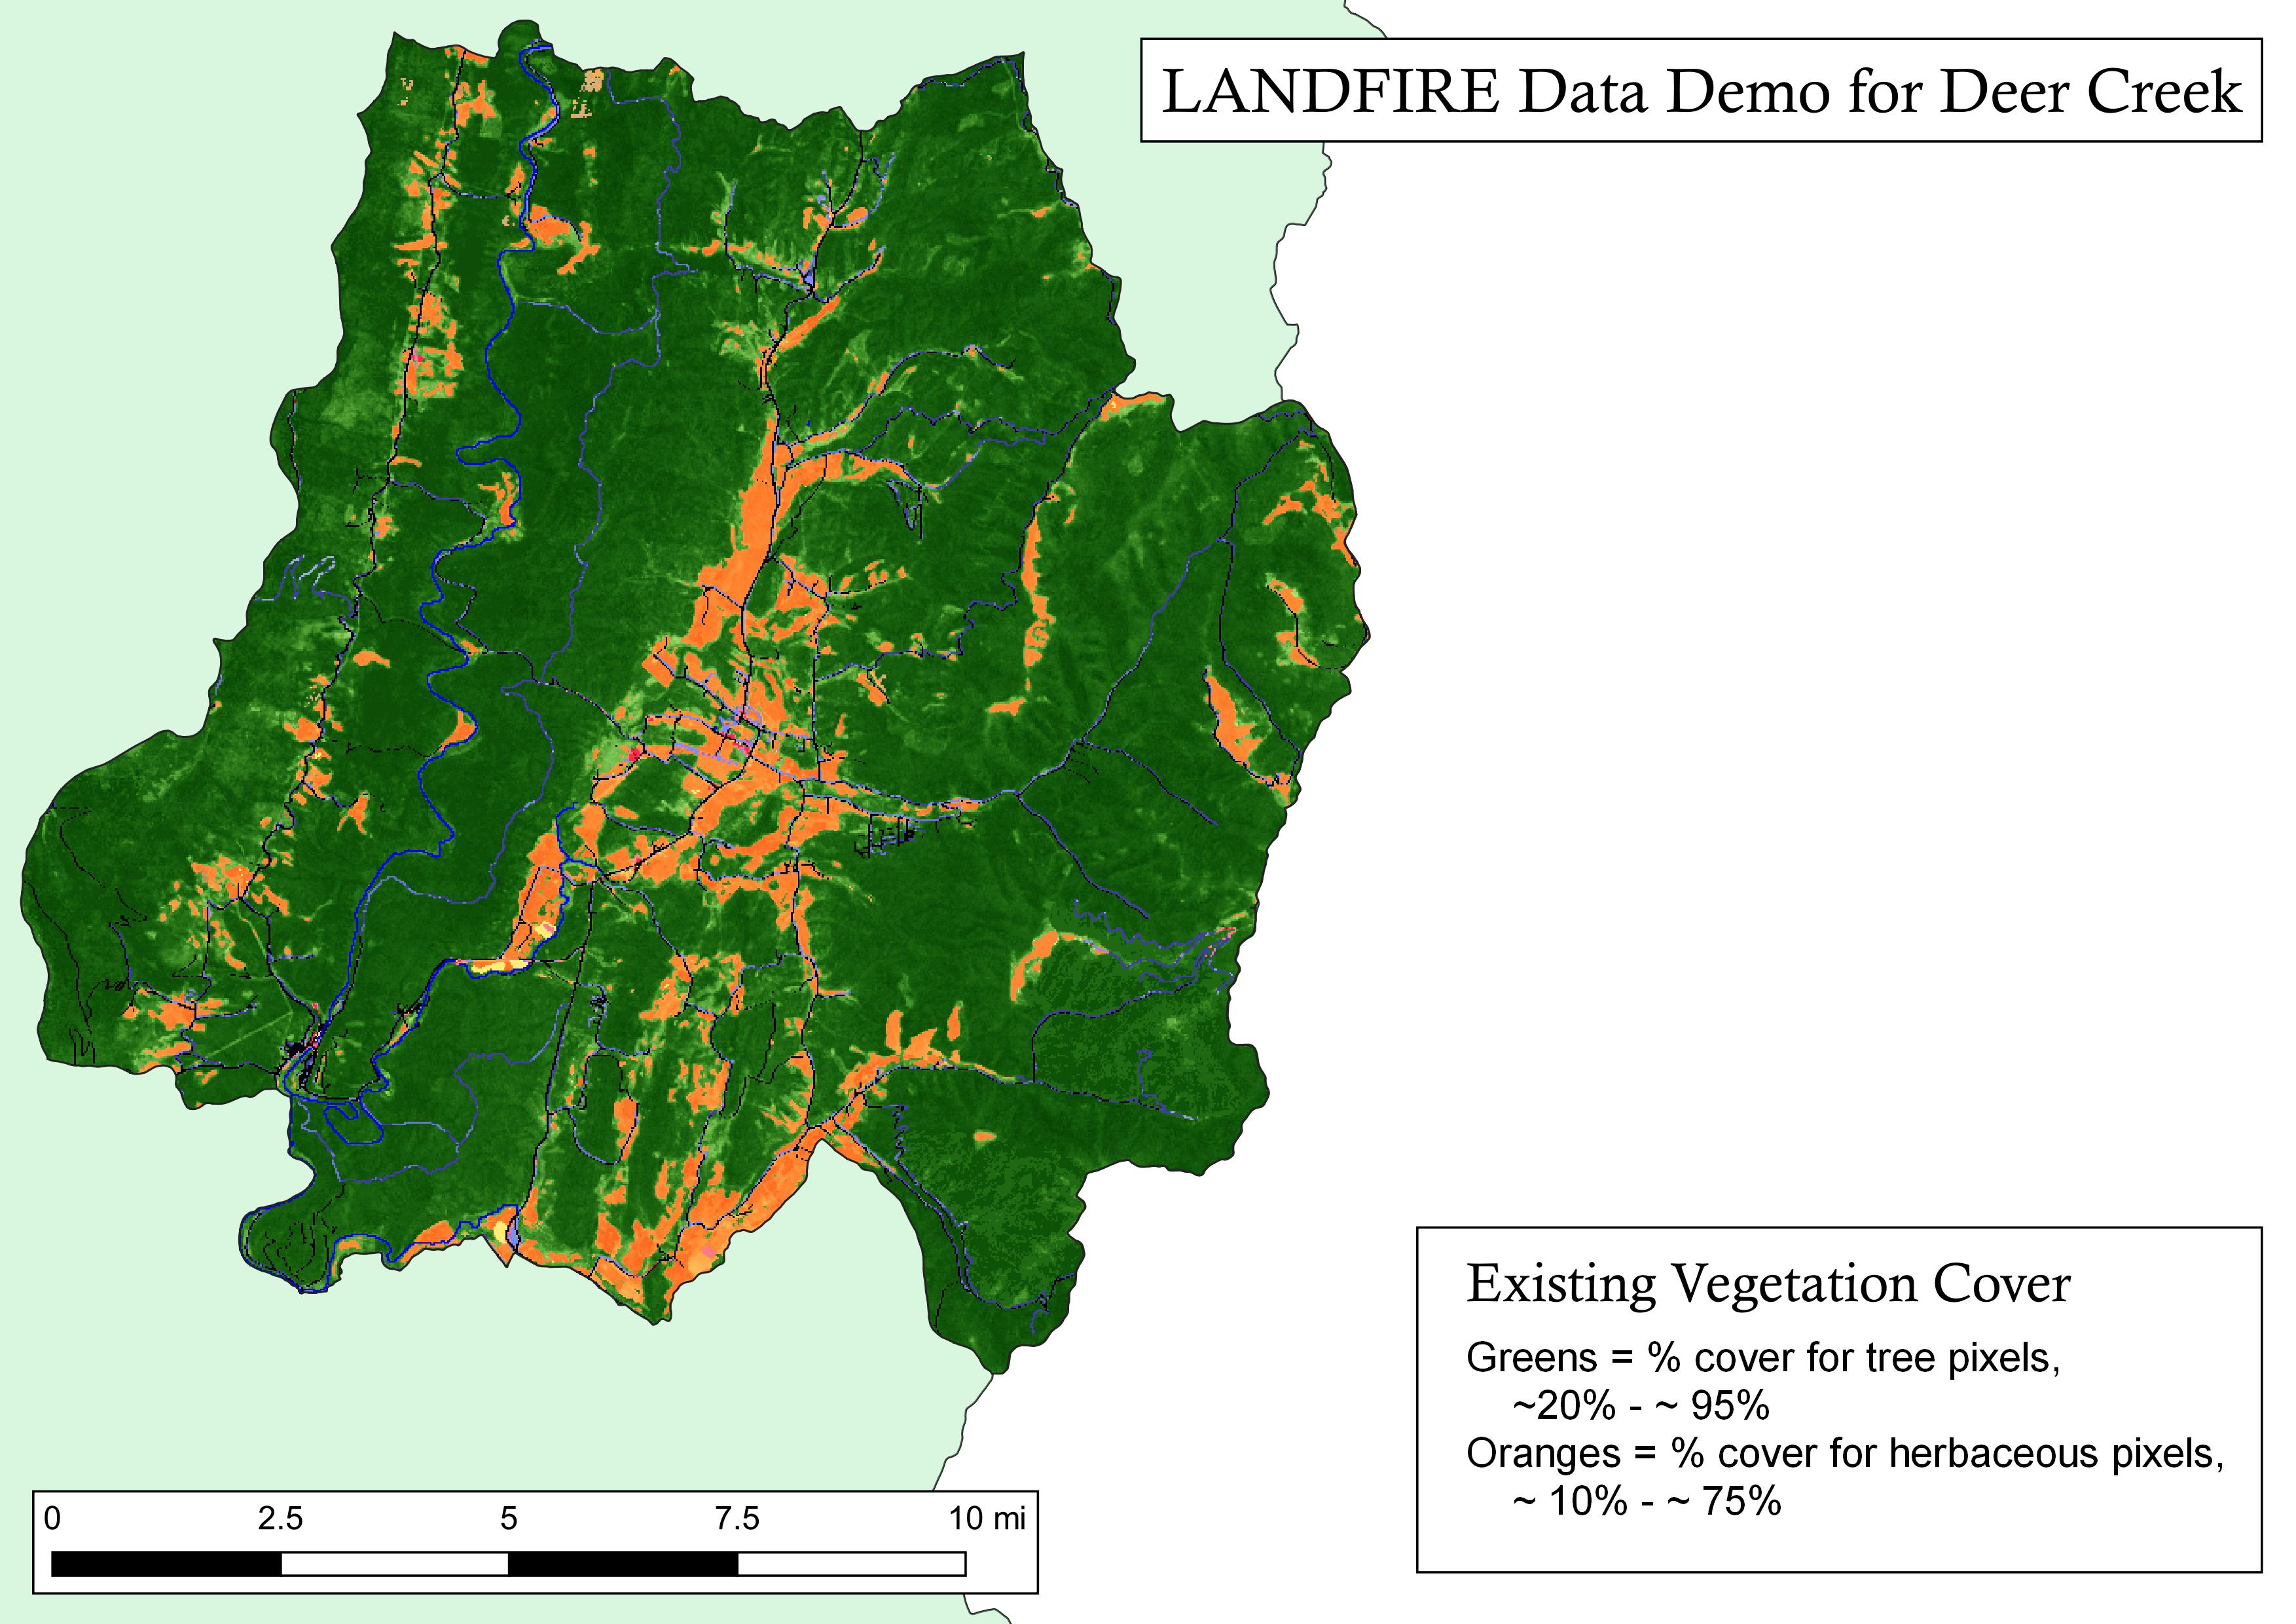 LANDFIRE Data Demo for Deer Creek
Existing Vegetation Cover
Greens = % cover for tree pixels,
~20% - ~ 95%
Oranges = % cover for herbaceous pixels,
~ 10% - ~ 75%
0 2.5 5 7.5 10 mi